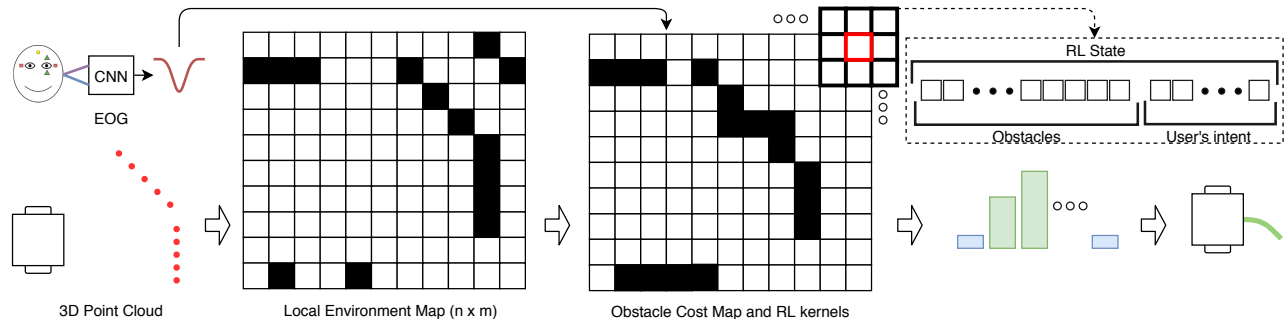 CNN
EOG
3D Point Cloud
Local Environment Map (n x m)
Obstacle Cost Map and RL kernels
RL State
Obstacles
User's intent